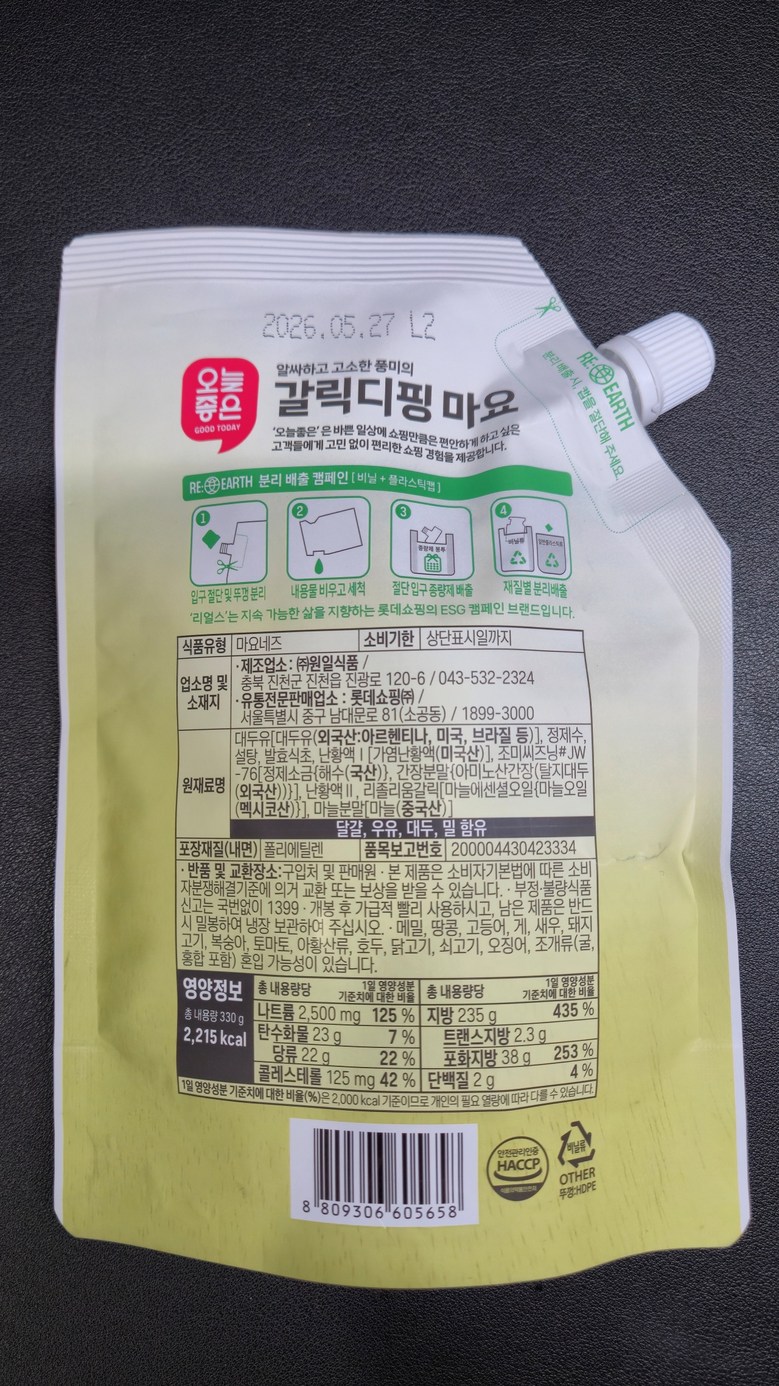 2026.05.27 L2
오늘
좋은
GOOD TODAY
알싸하고 고소한 풍미의
갈릭디핑 마요
‘오늘좋은’은 바쁜 일상에 쇼핑만큼은 편안하게 하고 싶은
고객들에게 고민 없이 편리한 쇼핑 경험을 제공합니다.
RE: EARTH
분리배출 시, 캡을 절단해 주세요.
RE: EARTH 분리 배출 캠페인 [비닐 + 플라스틱캡]
1
2
3
4
종량제 봉투
비닐류
입구 절단 및 뚜껑 분리
내용물 비우고 세척
절단 입구 종량제 배출
재질별 분리배출
‘리얼스’는 지속 가능한 삶을 지향하는 롯데쇼핑의 ESG 캠페인 브랜드입니다.
식품유형 마요네즈 소비기한 상단표시일까지
업소명 및 소재지
·제조업소 : ㈜원일식품 /
충북 진천군 진천읍 진광로 120-6 / 043-532-2324
·유통전문판매업소 : 롯데쇼핑㈜ /
서울특별시 중구 남대문로 81(소공동) / 1899-3000
원재료명
대두유[대두유(외국산:아르헨티나, 미국, 브라질 등)], 정제수,
설탕, 발효식초, 난황액Ⅰ[가염난황액(미국산)], 조미씨즈닝#JW
-76[정제소금{해수(국산)}, 간장분말{아미노산간장(탈지대두
(외국산))}], 난황액Ⅱ, 리졸리움갈릭[마늘에센셜오일{마늘오일
(멕시코산)}], 마늘분말[마늘(중국산)]
달걀, 우유, 대두, 밀 함유
포장재질(내면) 폴리에틸렌 품목보고번호 200004430423334
· 반품 및 교환장소:구입처 및 판매원 · 본 제품은 소비자기본법에 따른 소비
자분쟁해결기준에 의거 교환 또는 보상을 받을 수 있습니다. · 부정·불량식품
신고는 국번없이 1399 · 개봉 후 가급적 빨리 사용하시고, 남은 제품은 반드
시 밀봉하여 냉장 보관하여 주십시오. · 메밀, 땅콩, 고등어, 게, 새우, 돼지
고기, 복숭아, 토마토, 아황산류, 호두, 닭고기, 쇠고기, 오징어, 조개류(굴,
홍합 포함) 혼입 가능성이 있습니다.
영양정보
총 내용량 330 g
2,215 kcal
총 내용량당 1일 영양성분 기준치에 대한 비율
나트륨 2,500 mg 125 %
탄수화물 23 g 7 %
당류 22 g 22 %
콜레스테롤 125 mg 42 %
총 내용량당 1일 영양성분 기준치에 대한 비율
지방 235 g 435 %
트랜스지방 2.3 g
포화지방 38 g 253 %
단백질 2 g 4 %
1일 영양성분 기준치에 대한 비율(%)은 2,000 kcal 기준이므로 개인의 필요 열량에 따라 다를 수 있습니다.
8 809306 605658
안전관리인증
HACCP
비닐류
OTHER
뚜껑:HDPE